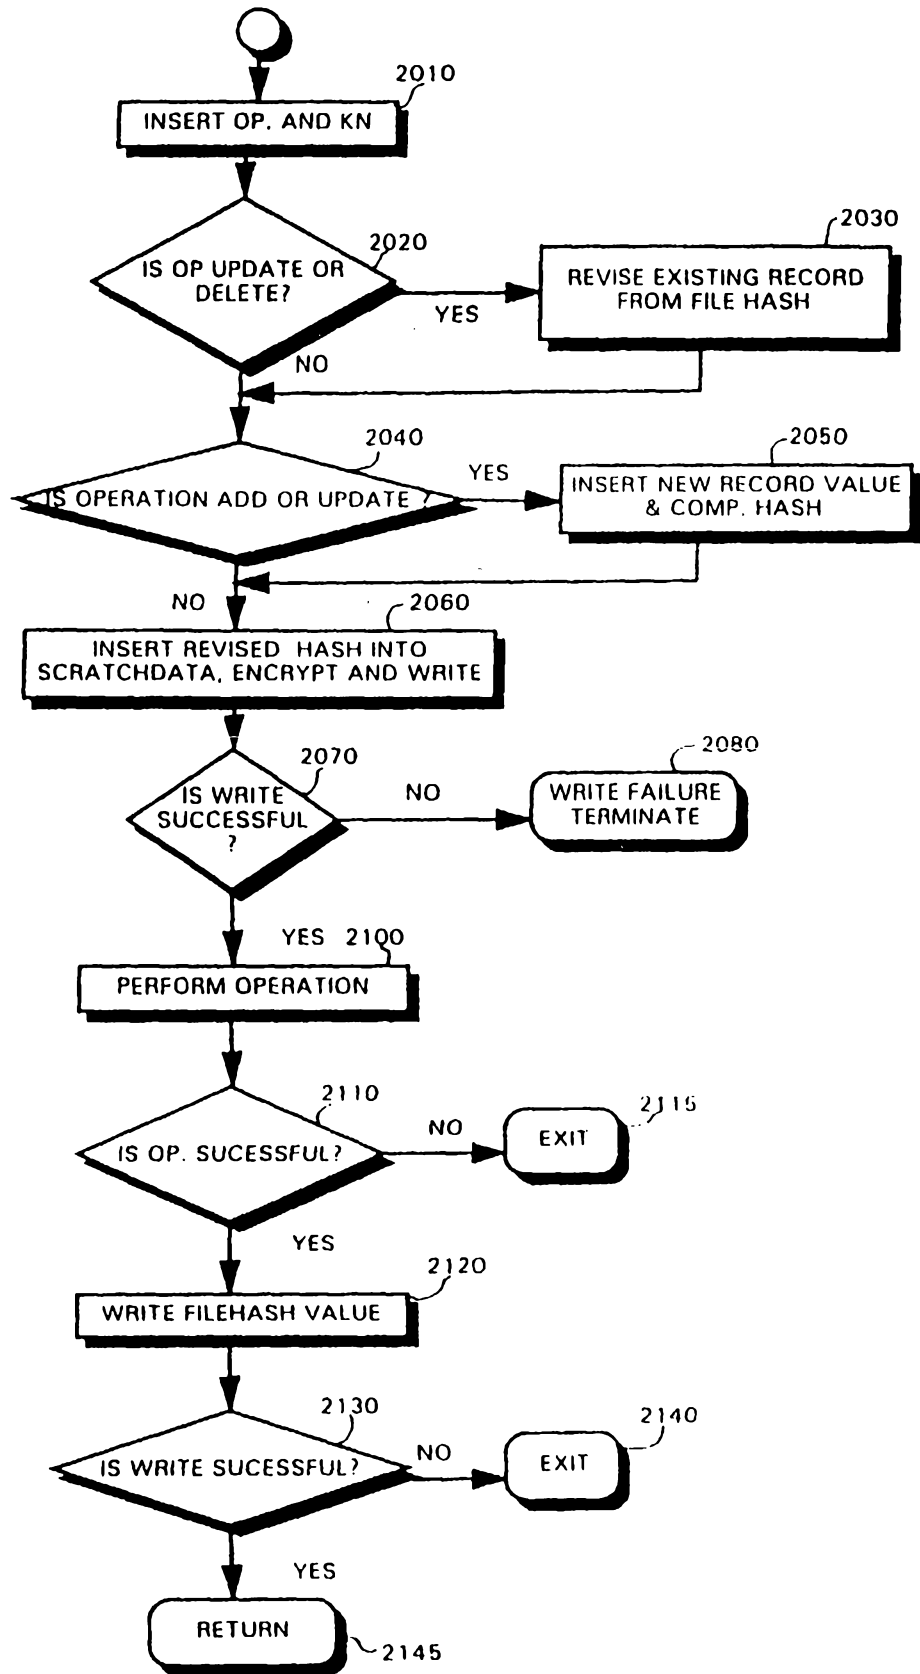 2010
INSERT OP. AND KN
2020
IS OP UPDATE OR
DELETE?
YES
NO
2030
REVISE EXISTING RECORD
FROM FILE HASH
2040
IS OPERATION ADD OR UPDATE ?
YES
NO
2050
INSERT NEW RECORD VALUE
& COMP. HASH
2060
INSERT REVISED HASH INTO
SCRATCHDATA, ENCRYPT AND WRITE
2070
IS WRITE
SUCCESSFUL
?
NO
2080
WRITE FAILURE
TERMINATE
YES
2100
PERFORM OPERATION
2110
IS OP. SUCESSFUL?
NO
2115
EXIT
YES
2120
WRITE FILEHASH VALUE
2130
IS WRITE SUCESSFUL?
NO
2140
EXIT
YES
RETURN
2145